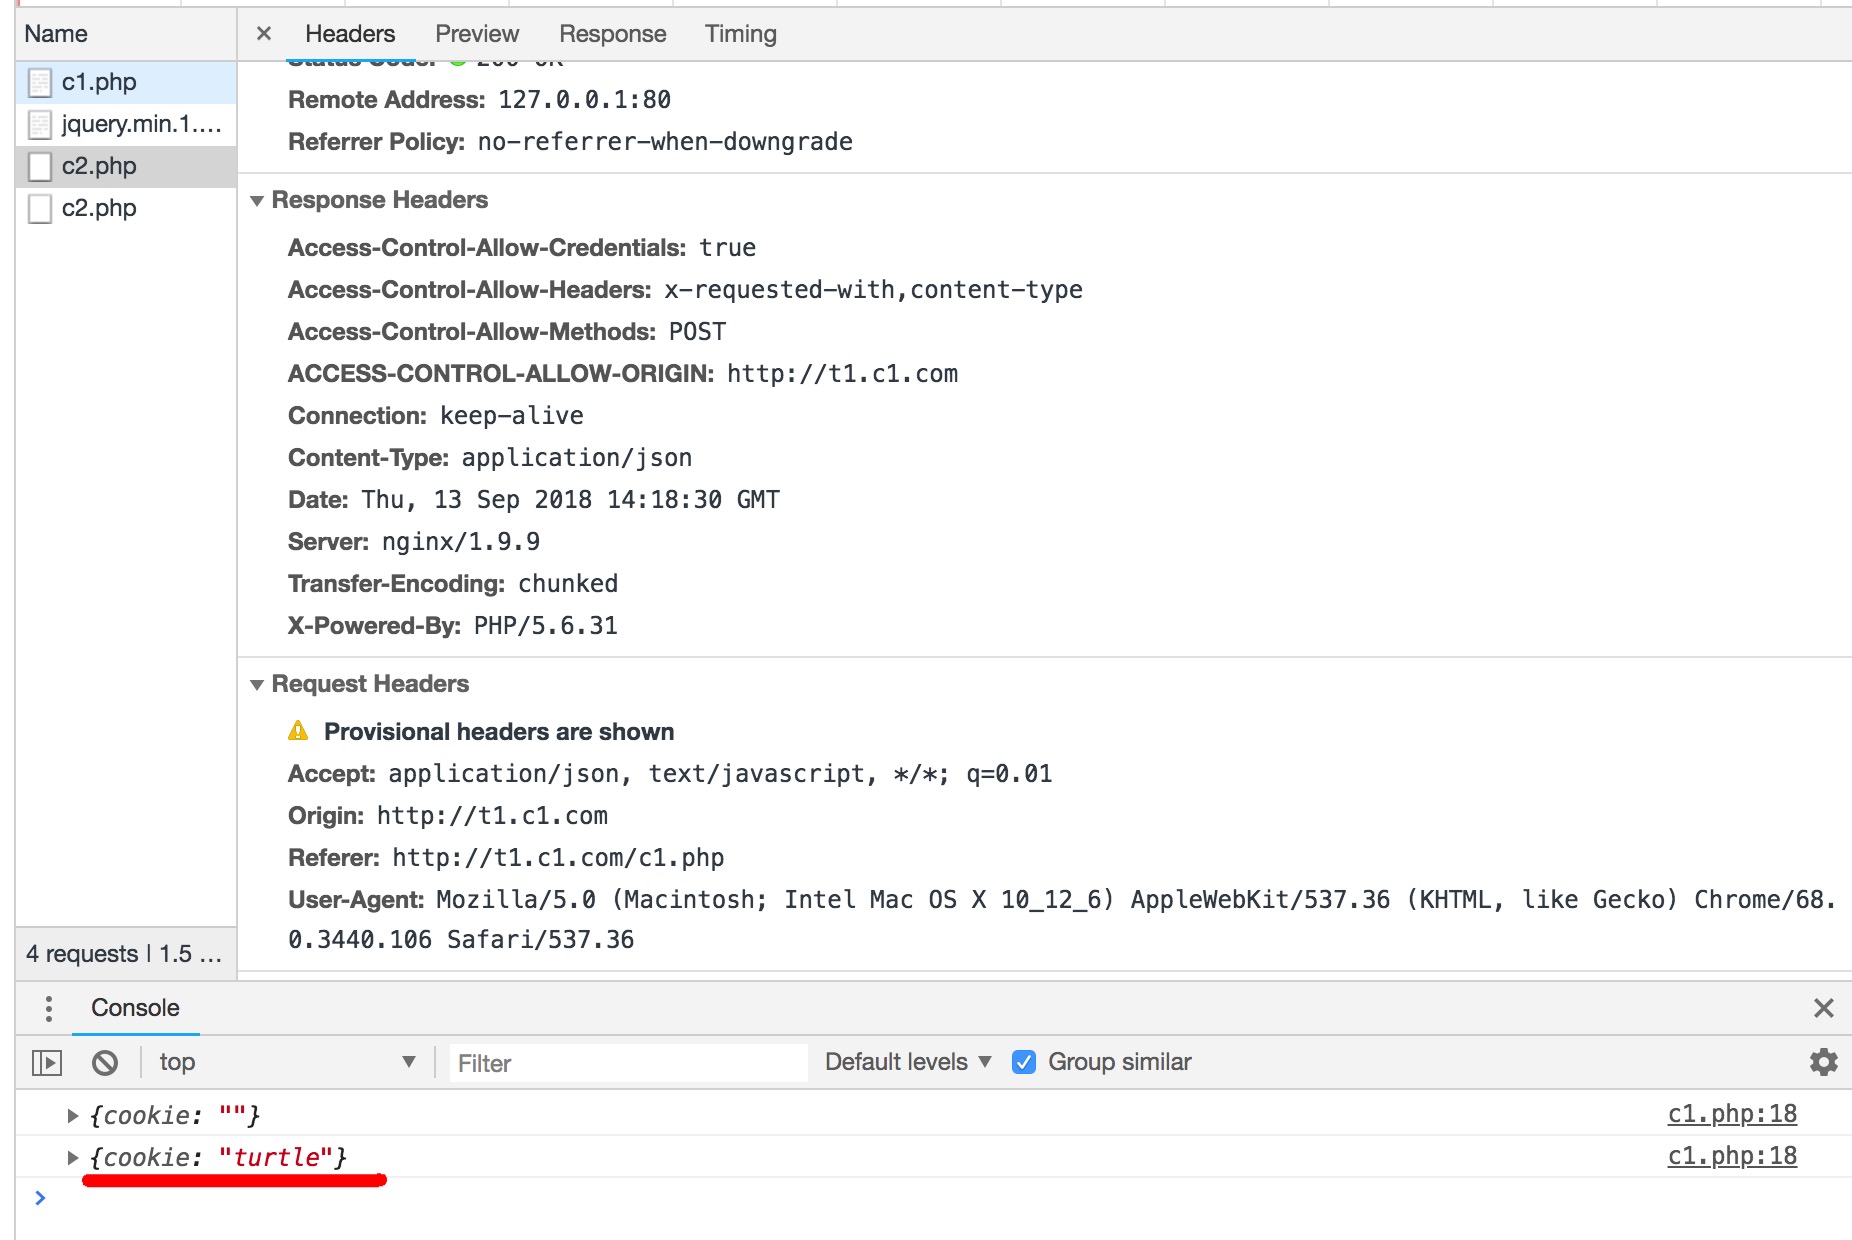 Name
c1.php
jquery.min.1....
c2.php
c2.php
4 requests | 1.5 ...
× Headers Preview Response Timing
Status Code: 200 OK
Remote Address: 127.0.0.1:80
Referrer Policy: no-referrer-when-downgrade
Response Headers
Access-Control-Allow-Credentials: true
Access-Control-Allow-Headers: x-requested-with,content-type
Access-Control-Allow-Methods: POST
ACCESS-CONTROL-ALLOW-ORIGIN: http://t1.c1.com
Connection: keep-alive
Content-Type: application/json
Date: Thu, 13 Sep 2018 14:18:30 GMT
Server: nginx/1.9.9
Transfer-Encoding: chunked
X-Powered-By: PHP/5.6.31
Request Headers
Provisional headers are shown
Accept: application/json, text/javascript, */*; q=0.01
Origin: http://t1.c1.com
Referer: http://t1.c1.com/c1.php
User-Agent: Mozilla/5.0 (Macintosh; Intel Mac OS X 10_12_6) AppleWebKit/537.36 (KHTML, like Gecko) Chrome/68.
0.3440.106 Safari/537.36
Console
top Filter Default levels Group similar
{cookie: ""} c1.php:18
{cookie: "turtle"} c1.php:18